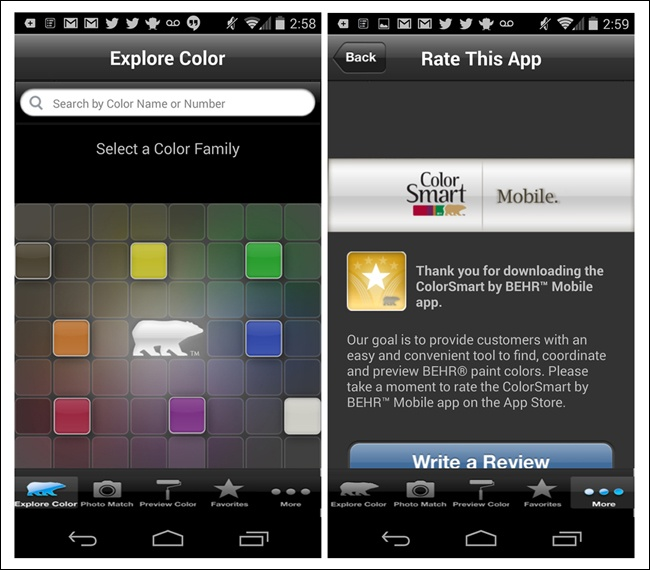 2:58
Explore Color
Search by Color Name or Number
Select a Color Family
TM
Explore Color Photo Match Preview Color Favorites More
2:59
Back
Rate This App
Color
Smart
Mobile.
Thank you for downloading the
ColorSmart by BEHR™ Mobile
app.
Our goal is to provide customers with an
easy and convenient tool to find, coordinate
and preview BEHR® paint colors. Please
take a moment to rate the ColorSmart by
BEHR™ Mobile app on the App Store.
Write a Review
Explore Color Photo Match Preview Color Favorites More